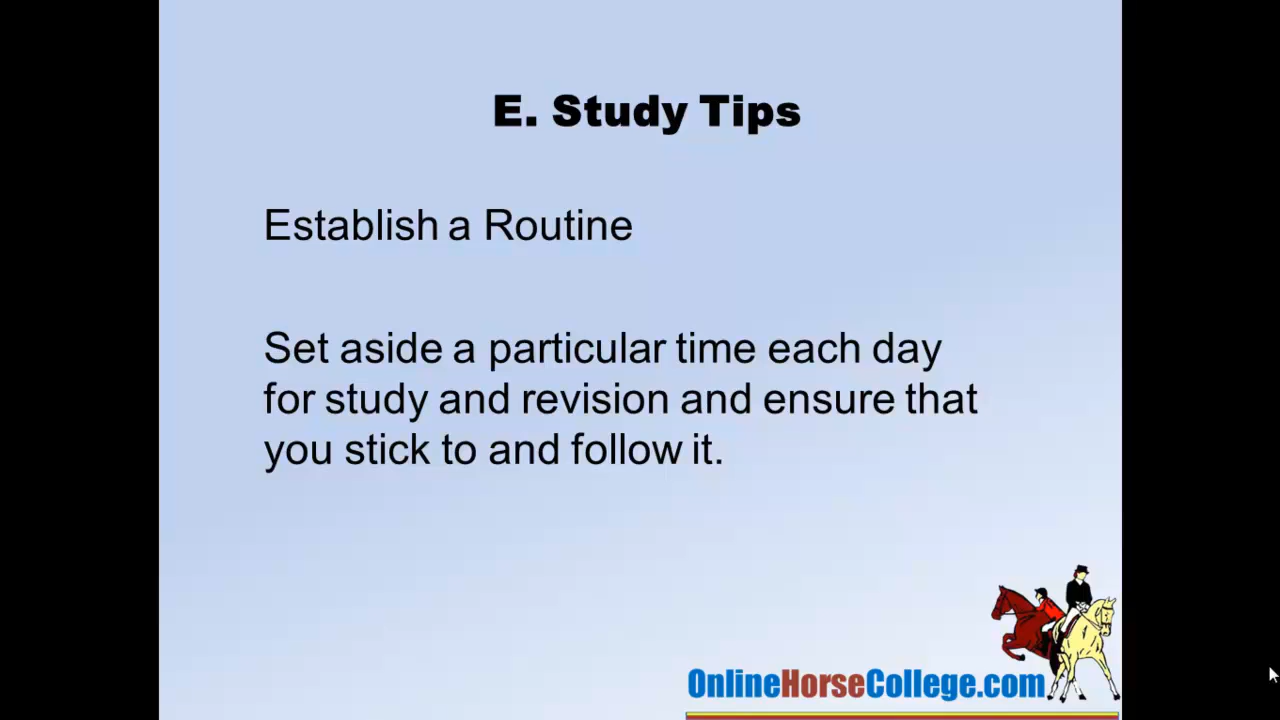 E. Study Tips
Establish a Routine
Set aside a particular time each day
for study and revision and ensure that
you stick to and follow it.
OnlineHorseCollege.com